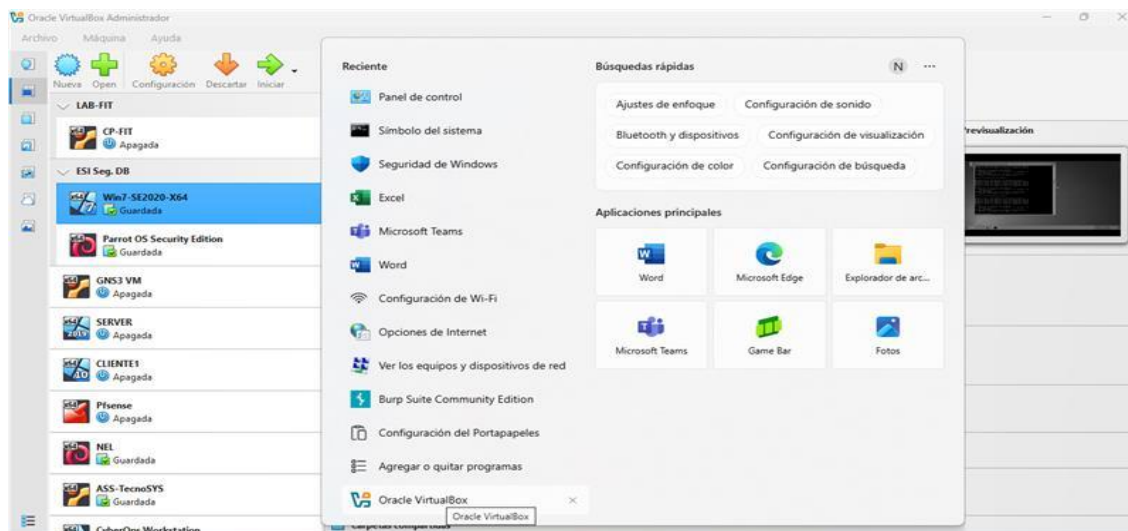 Oracle VirtualBox Administrador
Archivo Máquina Ayuda
Nueva Open Configuración Descartar Iniciar
LAB-FIT
CP-FIT
Apagada
ESI Seg. DB
Win7-SE2020-X64
Guardada
Parrot OS Security Edition
Guardada
GNS3 VM
Apagada
SERVER
Apagada
CLIENTE1
Apagada
Pfsense
Apagada
NEL
Guardada
ASS-TecnoSYS
Guardada
CyberOps Workstation
Reciente
Panel de control
Símbolo del sistema
Seguridad de Windows
Excel
Microsoft Teams
Word
Configuración de Wi-Fi
Opciones de Internet
Ver los equipos y dispositivos de red
Burp Suite Community Edition
Configuración del Portapapeles
Agregar o quitar programas
Oracle VirtualBox
Oracle VirtualBox
Carpetas compartidas
Búsquedas rápidas
N
Ajustes de enfoque Configuración de sonido
Bluetooth y dispositivos Configuración de visualización
Configuración de color Configuración de búsqueda
Aplicaciones principales
Word Microsoft Edge Explorador de arc...
Microsoft Teams Game Bar Fotos
revisualización